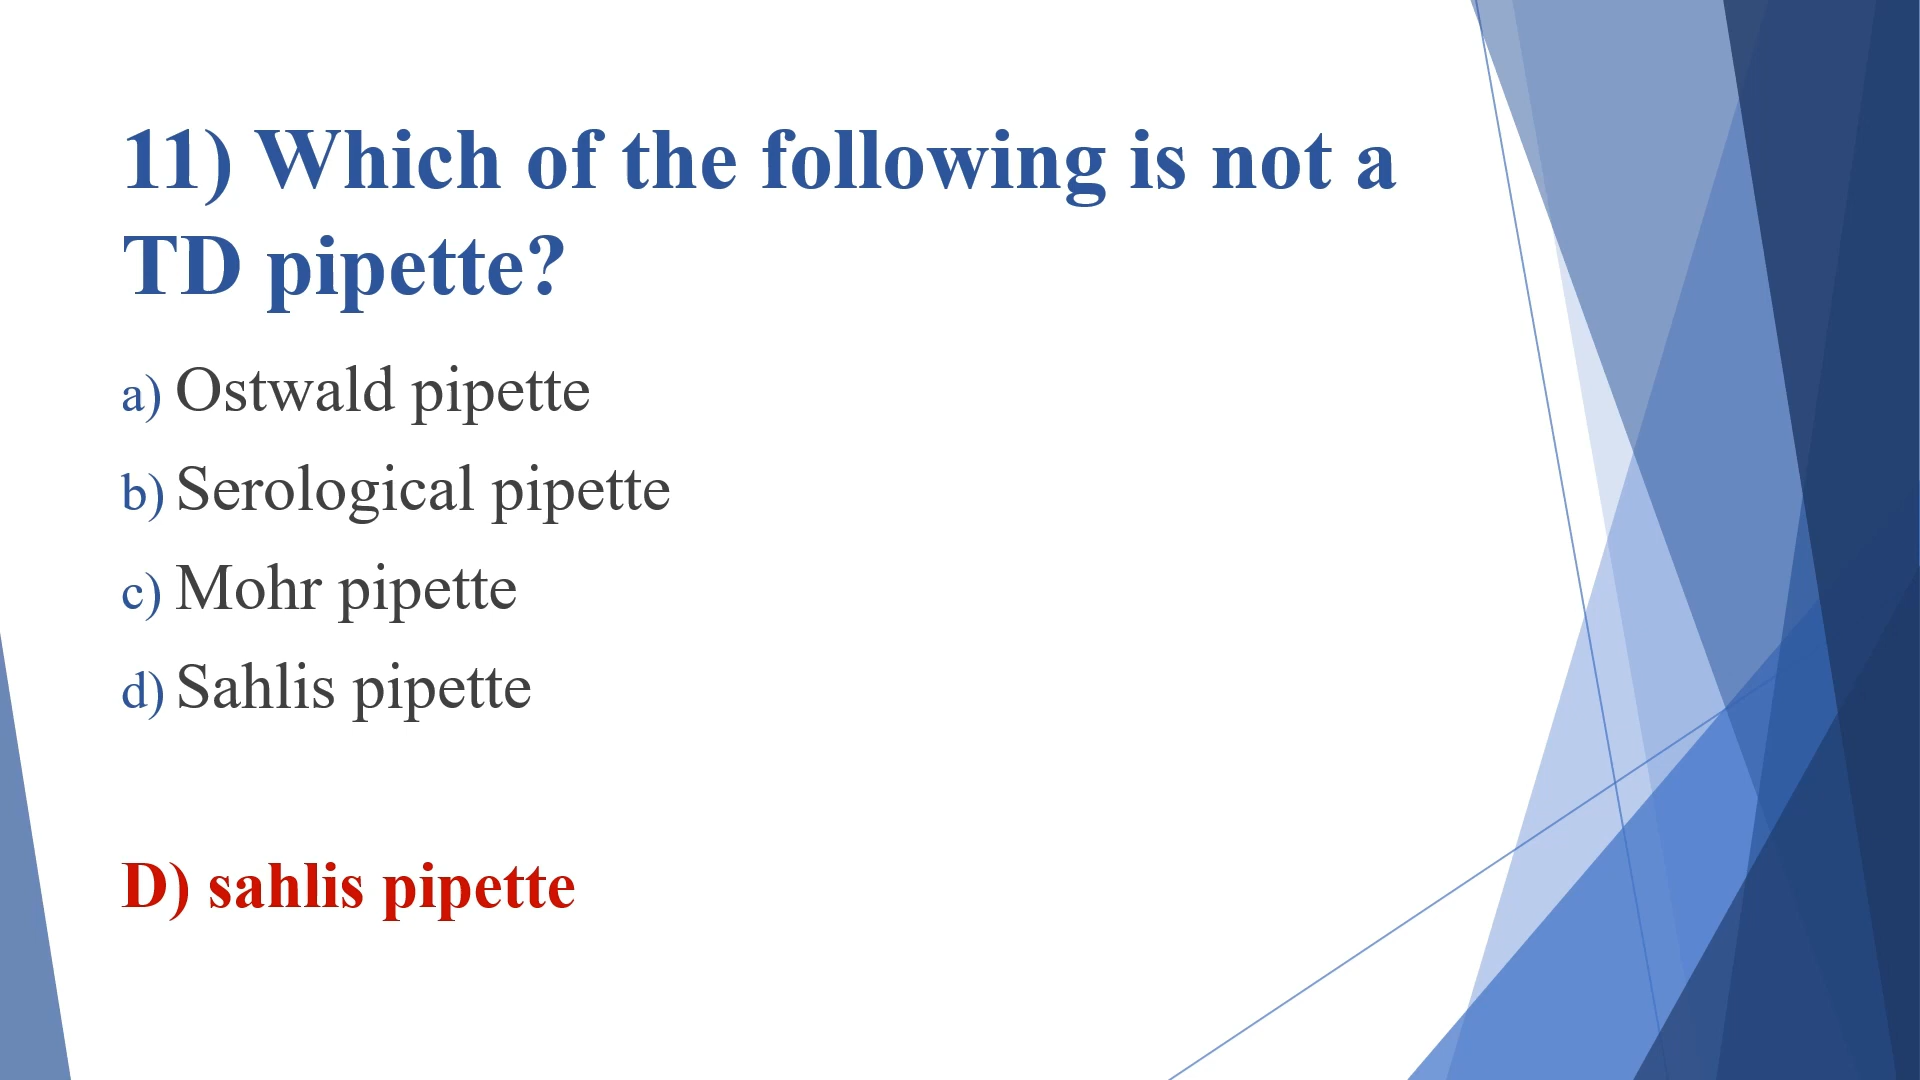 11) Which of the following is not a
TD pipette?
a) Ostwald pipette
b) Serological pipette
c) Mohr pipette
d) Sahlis pipette
D) sahlis pipette